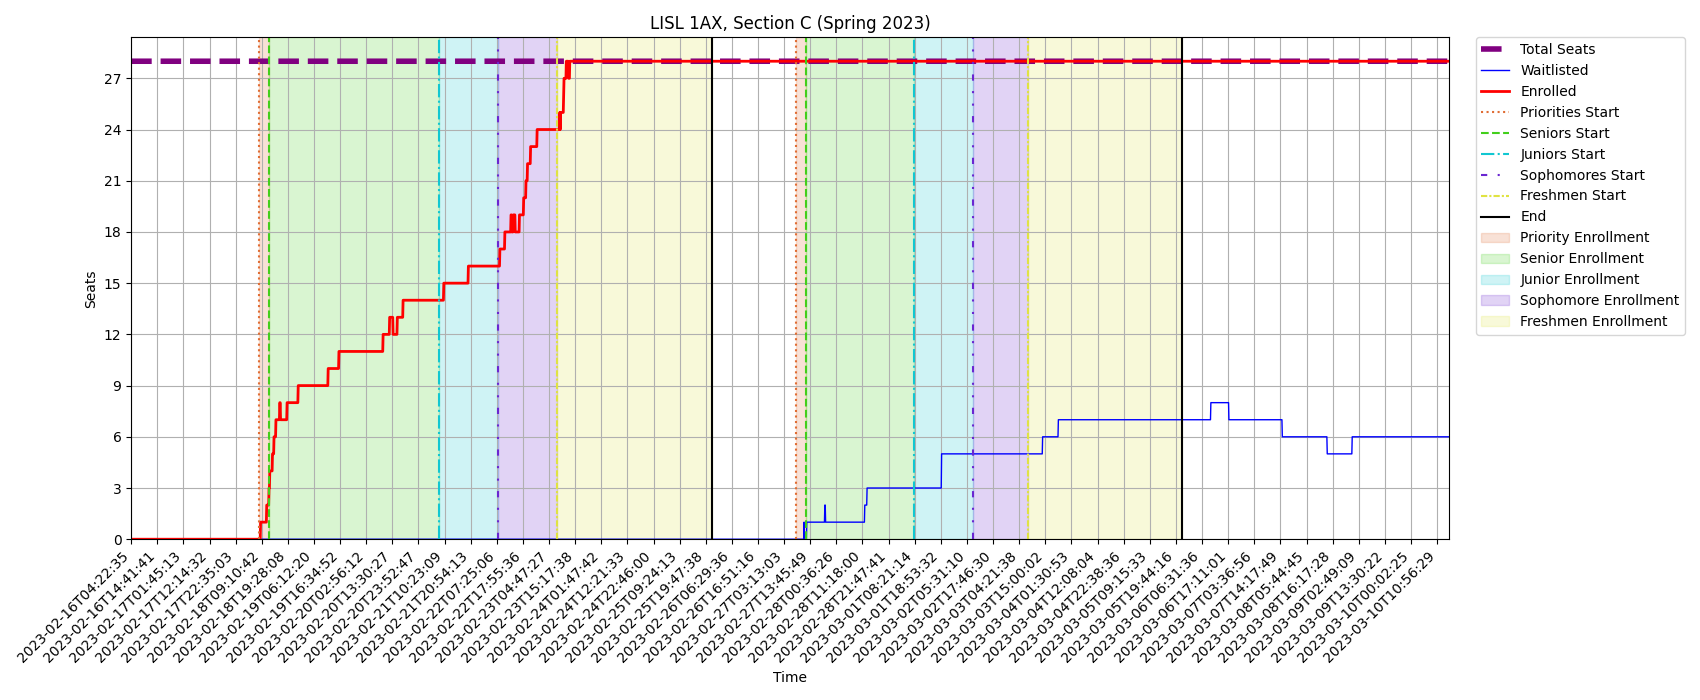 LISL 1AX, Section C (Spring 2023)
Seats
27
24
21
18
15
12
9
6
3
0
2023-02-16T04:22:35
2023-02-16T14:41:41
2023-02-17T01:45:13
2023-02-17T12:14:32
2023-02-17T22:35:03
2023-02-18T09:10:42
2023-02-18T19:28:08
2023-02-19T06:12:20
2023-02-19T16:34:52
2023-02-20T02:56:12
2023-02-20T13:30:27
2023-02-20T23:52:47
2023-02-21T10:23:09
2023-02-21T20:54:13
2023-02-22T07:25:06
2023-02-22T17:55:36
2023-02-23T04:47:27
2023-02-23T15:17:38
2023-02-24T01:47:42
2023-02-24T12:21:33
2023-02-24T22:46:00
2023-02-25T09:24:13
2023-02-25T19:47:38
2023-02-26T06:29:36
2023-02-26T16:51:16
2023-02-27T03:13:03
2023-02-27T13:45:49
2023-02-28T00:36:26
2023-02-28T11:18:00
2023-02-28T21:47:41
2023-03-01T08:21:14
2023-03-01T18:53:32
2023-03-02T05:31:10
2023-03-02T17:46:30
2023-03-03T04:21:38
2023-03-03T15:00:02
2023-03-04T01:30:53
2023-03-04T12:08:04
2023-03-04T22:38:36
2023-03-05T09:15:33
2023-03-05T19:44:16
2023-03-06T06:31:36
2023-03-06T17:11:01
2023-03-07T03:36:56
2023-03-07T14:17:49
2023-03-08T05:44:45
2023-03-08T16:17:28
2023-03-09T02:49:09
2023-03-09T13:30:22
2023-03-10T00:02:25
2023-03-10T10:56:29
Time
Total Seats
Waitlisted
Enrolled
Priorities Start
Seniors Start
Juniors Start
Sophomores Start
Freshmen Start
End
Priority Enrollment
Senior Enrollment
Junior Enrollment
Sophomore Enrollment
Freshmen Enrollment